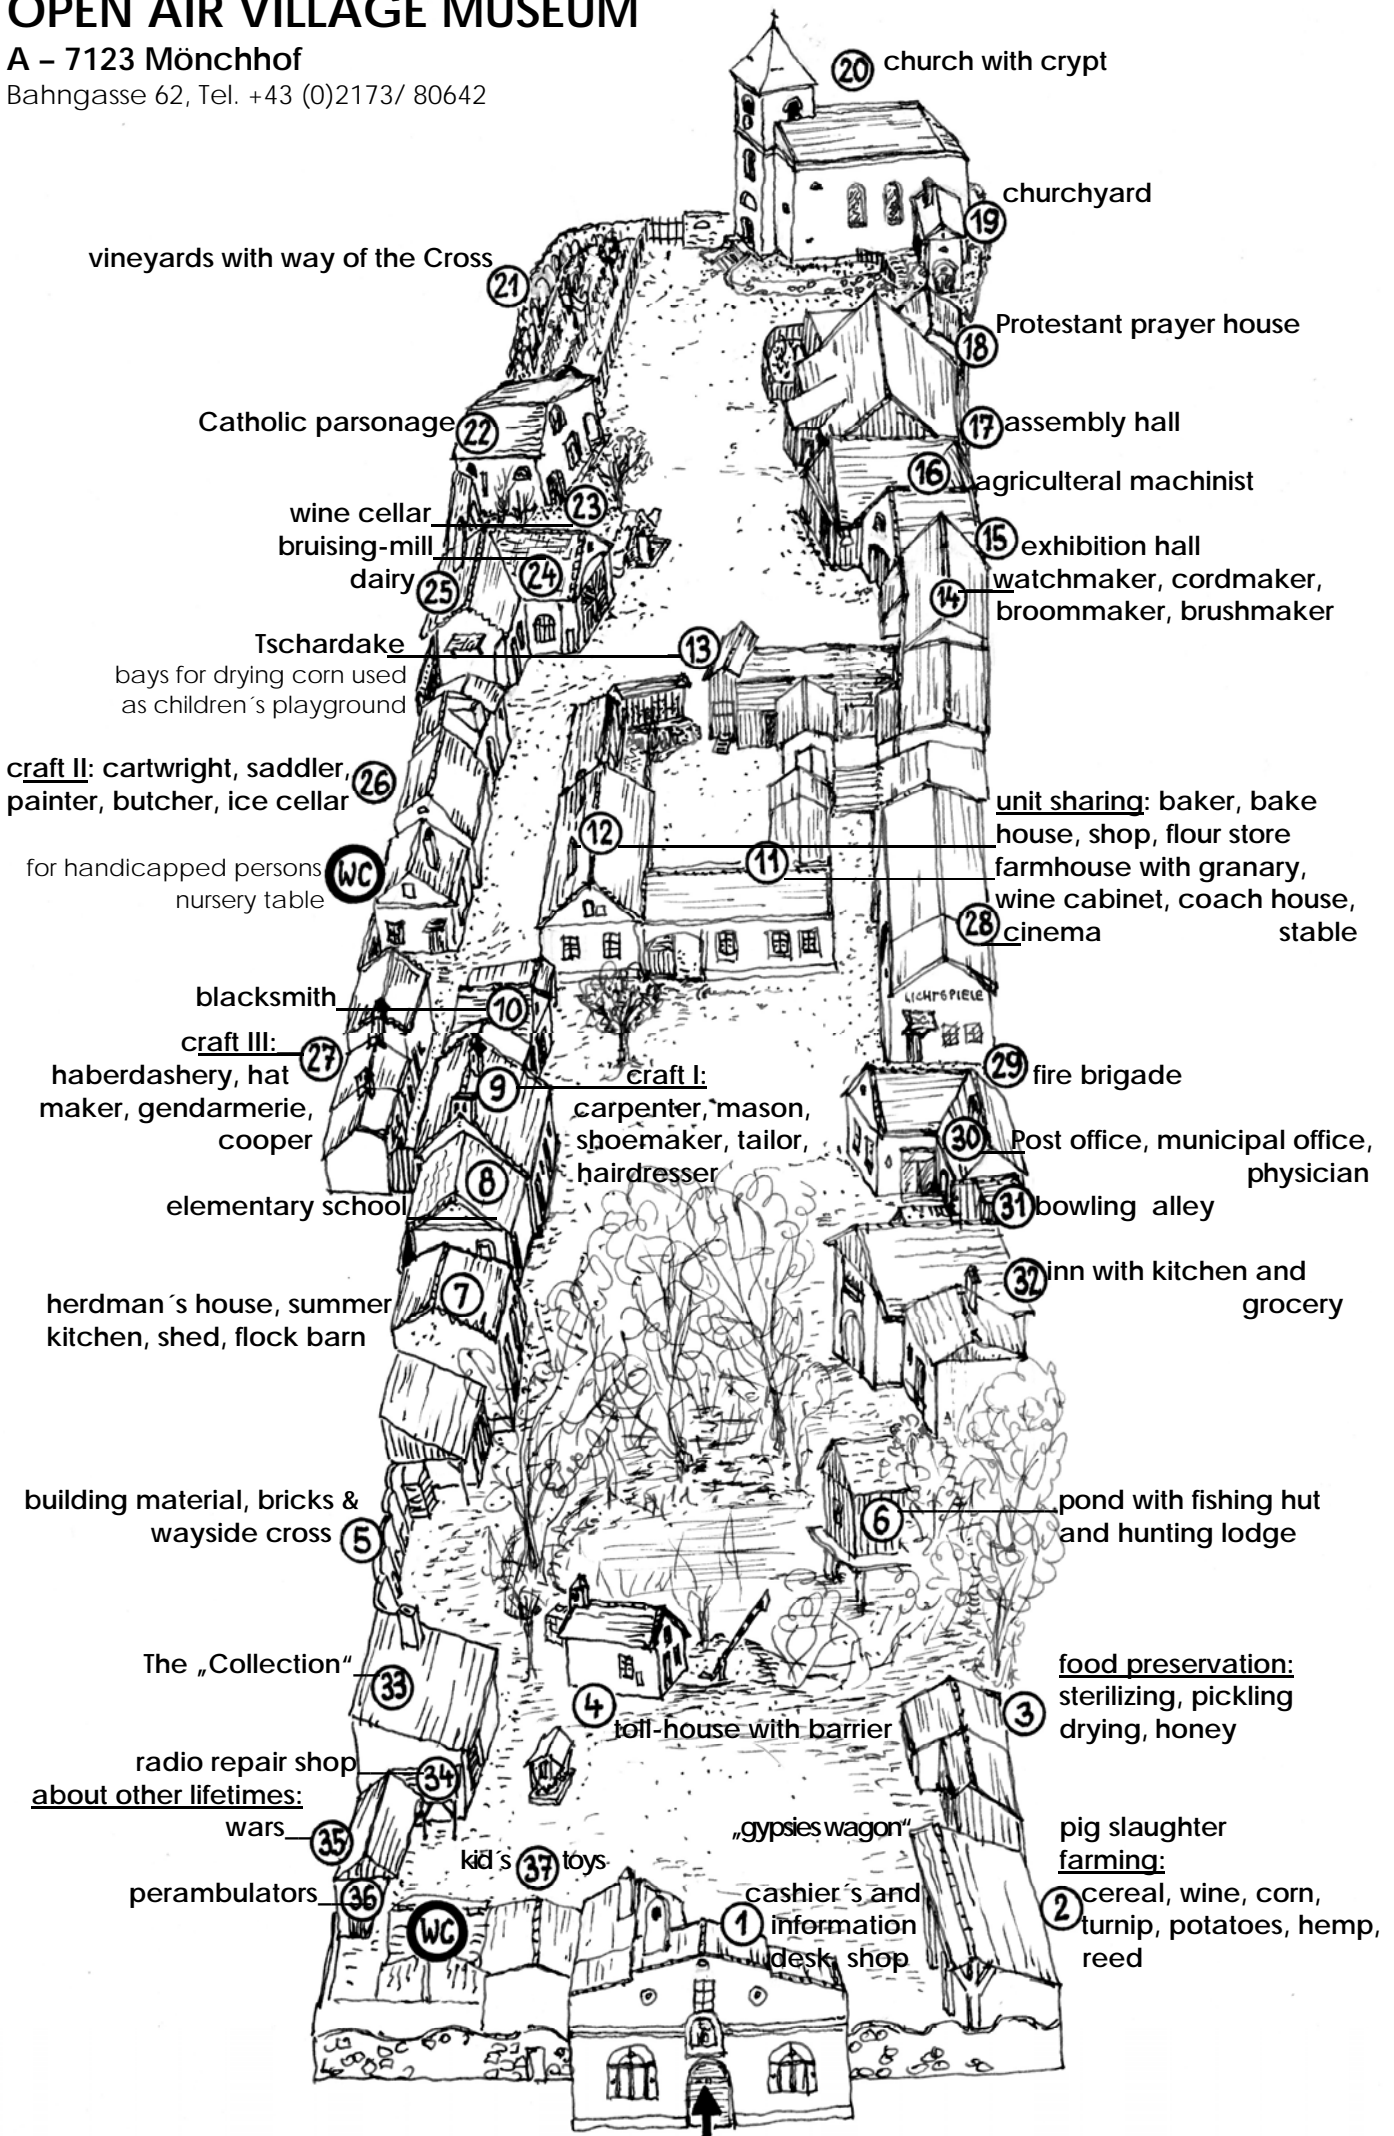 OPEN AIR VILLAGE MUSEUM
A – 7123 Mönchhof
Bahngasse 62, Tel. +43 (0)2173/ 80642
20 church with crypt
churchyard
19
vineyards with way of the Cross
21
Protestant prayer house
18
Catholic parsonage 22
17 assembly hall
16 agriculteral machinist
wine cellar 23
bruising-mill 24
dairy 25
15 exhibition hall
14 watchmaker, cordmaker,
broommaker, brushmaker
Tschardake 13
bays for drying corn used
as children´s playground
craft II: cartwright, saddler, 26
painter, butcher, ice cellar
12 unit sharing: baker, bake
house, shop, flour store
11 farmhouse with granary,
wine cabinet, coach house,
stable
28 cinema
for handicapped persons WC
nursery table
LICHTSPIELE
blacksmith 10
craft III: 27
haberdashery, hat
maker, gendarmerie,
cooper
9 craft I:
carpenter, mason,
shoemaker, tailor,
hairdresser
29 fire brigade
30 Post office, municipal office,
physician
8
elementary school
31 bowling alley
7
herdman´s house, summer
kitchen, shed, flock barn
32 inn with kitchen and
grocery
building material, bricks &
wayside cross 5
6 pond with fishing hut
and hunting lodge
The „Collection“ 33
4 toll-house with barrier
3 food preservation:
sterilizing, pickling
drying, honey
radio repair shop 34
about other lifetimes:
wars 35
perambulators 36
kid´s 37 toys
WC
„gypsies wagon“
1 cashier´s and
information
desk, shop
pig slaughter
farming:
2 cereal, wine, corn,
turnip, potatoes, hemp,
reed